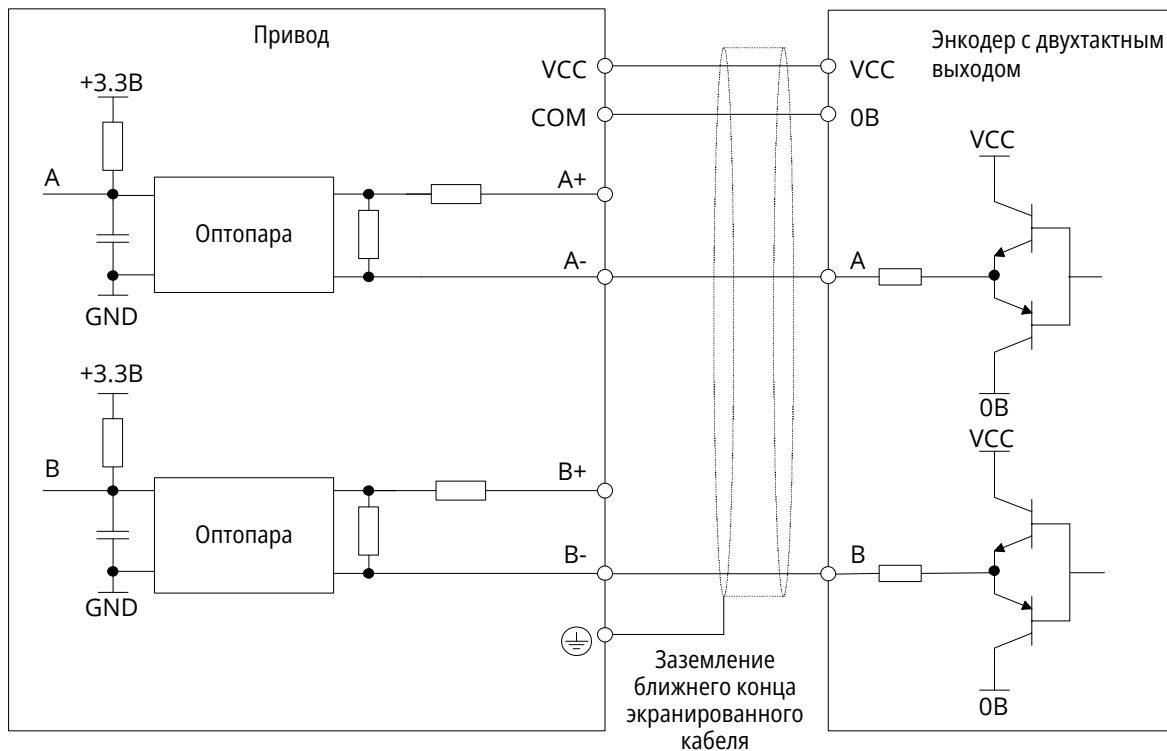 Привод
Энкодер с двухтактным
выходом
VCC
VCC
+3.3В
COM
0В
VCC
A
A+
Оптопара
A-
A
GND
0В
+3.3В
VCC
B
B+
Оптопара
B-
B
GND
Заземление
ближнего конца
экранированного
кабеля
0В